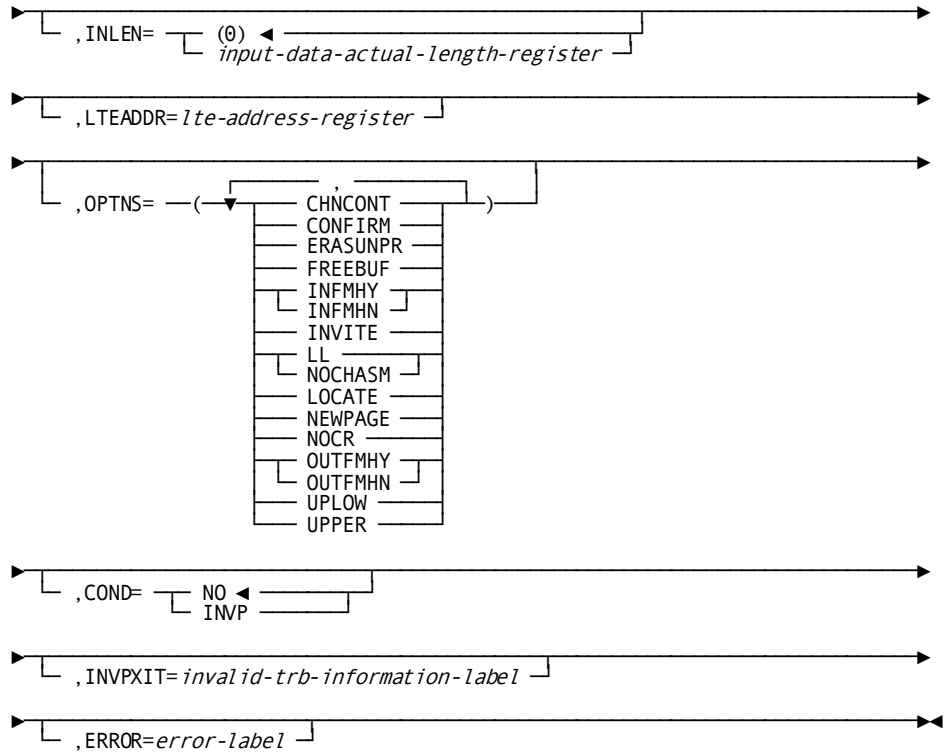 ,INLEN= (0)
input-data-actual-length-register
,LTEADDR=lte-address-register
,
,OPTNS= ( CHNCONT )
CONFIRM
ERASUNPR
FREEBUF
INFMHY
INFMHN
INVITE
LL
NOCHASM
LOCATE
NEWPAGE
NOCR
OUTFMHY
OUTFMHN
UPLOW
UPPER
,COND= NO
INVP
,INVPXIT=invalid-trb-information-label
,ERROR=error-label